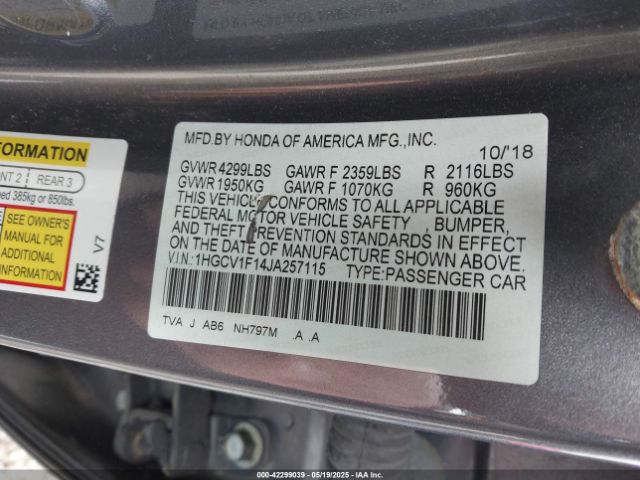 MFD.BY HONDA OF AMERICA MFG.,INC.
10/'18
GVWR 4299LBS GAWR F 2359LBS R 2116LBS
GVWR 1950KG GAWR F 1070KG R 960KG
THIS VEHICLE CONFORMS TO ALL APPLICABLE
FEDERAL MOTOR VEHICLE SAFETY , BUMPER,
AND THEFT PREVENTION STANDARDS IN EFFECT
ON THE DATE OF MANUFACTURE SHOWN ABOVE.
V.I.N.:1HGCV1F14JA257115 TYPE:PASSENGER CAR
TVA J AB6 NH797M .A .A
FORMATION
2 REAR 3
385kg or 850lbs.
SEE OWNER'S
MANUAL FOR
ADDITIONAL
INFORMATION
V7
000-42299039 - 05/19/2025 - IAA Inc.